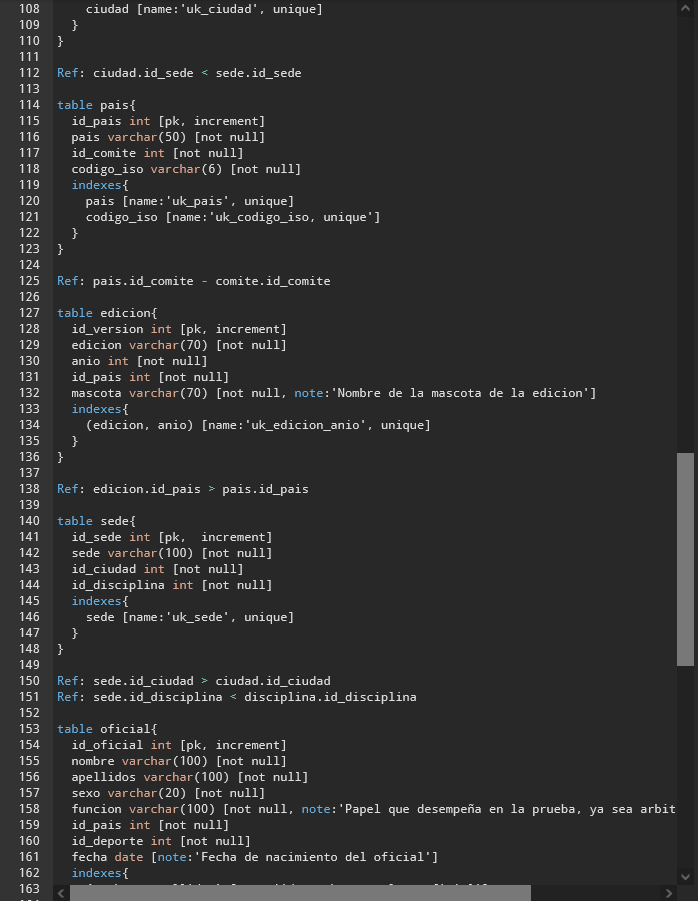 108 ciudad [name:'uk_ciudad', unique]
109 }
110 }
111
112 Ref: ciudad.id_sede < sede.id_sede
113
114 table pais{
115 id_pais int [pk, increment]
116 pais varchar(50) [not null]
117 id_comite int [not null]
118 codigo_iso varchar(6) [not null]
119 indexes{
120 pais [name:'uk_pais', unique]
121 codigo_iso [name:'uk_codigo_iso, unique']
122 }
123 }
124
125 Ref: pais.id_comite - comite.id_comite
126
127 table edicion{
128 id_version int [pk, increment]
129 edicion varchar(70) [not null]
130 anio int [not null]
131 id_pais int [not null]
132 mascota varchar(70) [not null, note:'Nombre de la mascota de la edicion']
133 indexes{
134 (edicion, anio) [name:'uk_edicion_anio', unique]
135 }
136 }
137
138 Ref: edicion.id_pais > pais.id_pais
139
140 table sede{
141 id_sede int [pk,  increment]
142 sede varchar(100) [not null]
143 id_ciudad int [not null]
144 id_disciplina int [not null]
145 indexes{
146 sede [name:'uk_sede', unique]
147 }
148 }
149
150 Ref: sede.id_ciudad > ciudad.id_ciudad
151 Ref: sede.id_disciplina < disciplina.id_disciplina
152
153 table oficial{
154 id_oficial int [pk, increment]
155 nombre varchar(100) [not null]
156 apellidos varchar(100) [not null]
157 sexo varchar(20) [not null]
158 funcion varchar(100) [not null, note:'Papel que desempeña en la prueba, ya sea arbit
159 id_pais int [not null]
160 id_deporte int [not null]
161 fecha date [note:'Fecha de nacimiento del oficial']
162 indexes{
163